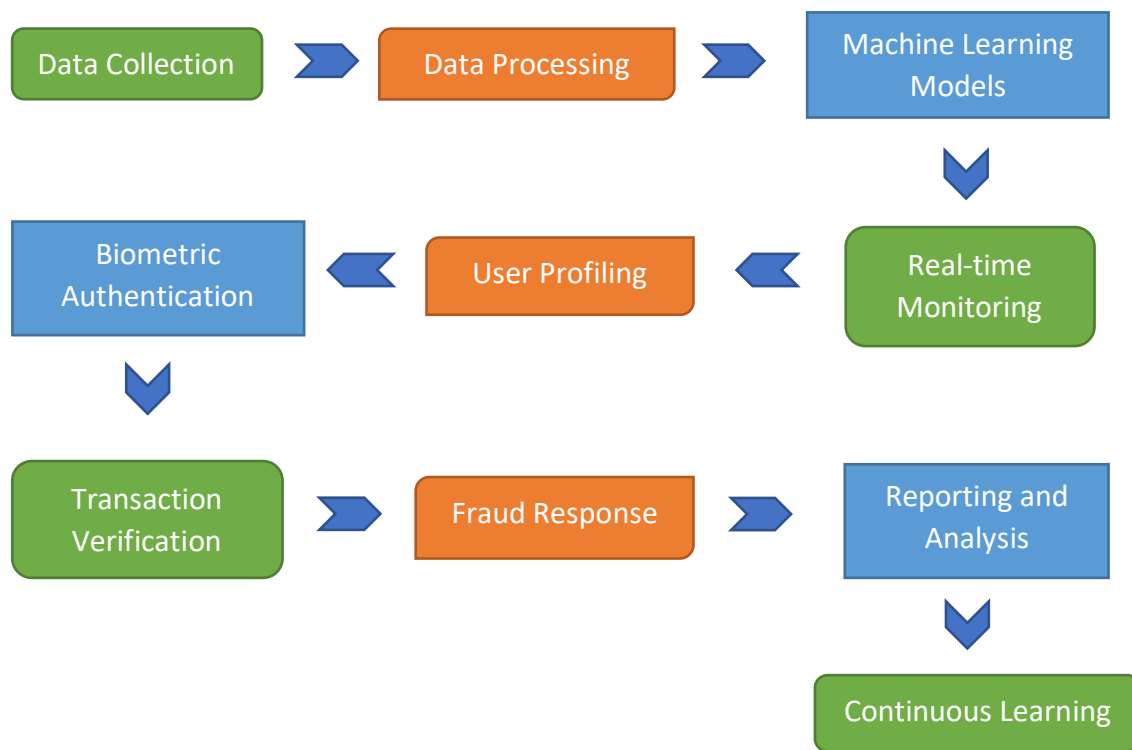 Data Collection
Data Processing
Machine Learning
Models
Real-time
Monitoring
User Profiling
Biometric
Authentication
Transaction
Verification
Fraud Response
Reporting and
Analysis
Continuous Learning